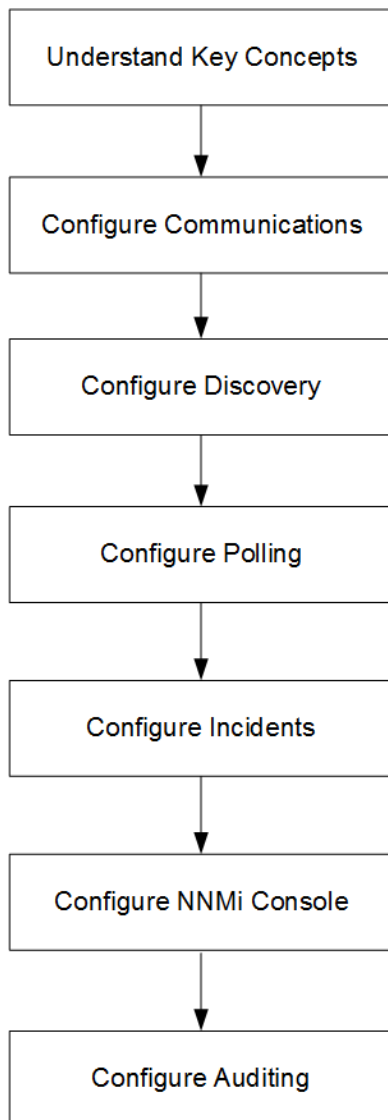 Understand Key Concepts
Configure Communications
Configure Discovery
Configure Polling
Configure Incidents
Configure NNMi Console
Configure Auditing